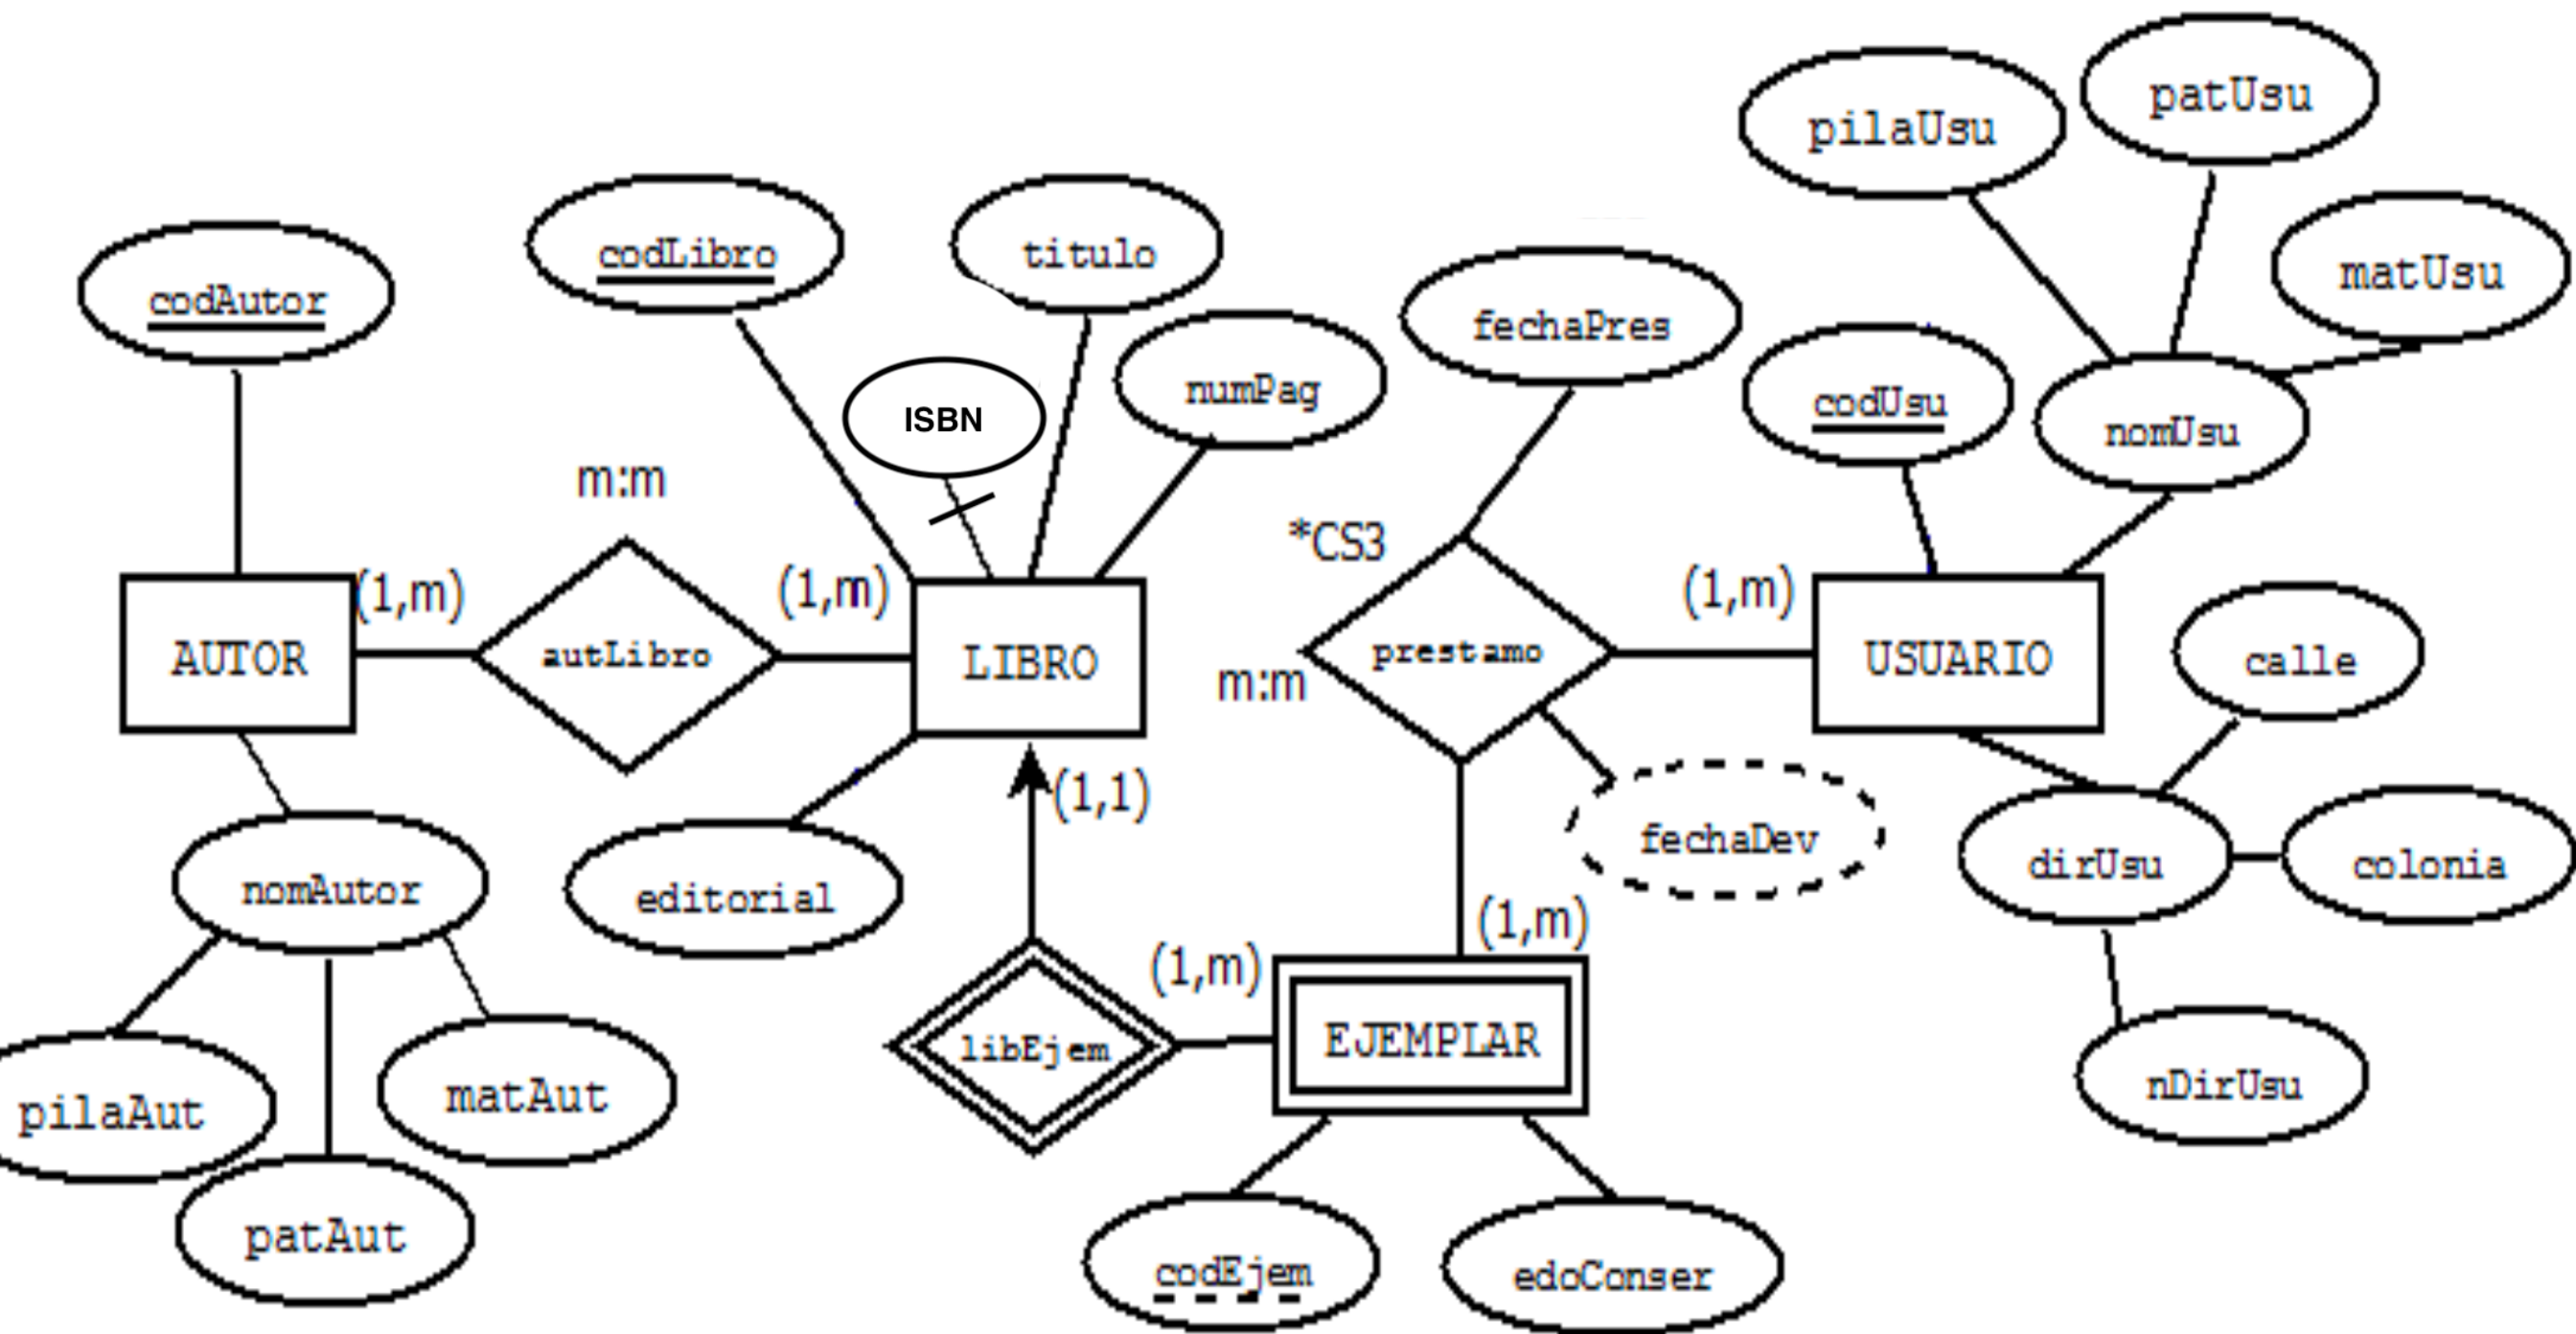 patUsu
pilaUsu
codLibro
titulo
matUsu
codAutor
fechaPres
numPag
codUsu
ISBN
nomUsu
m:m
*CS3
(1,m)
(1,m)
(1,m)
AUTOR
autLibro
LIBRO
prestamo
USUARIO
calle
m:m
(1,1)
fechaDev
dirUsu
colonia
nomAutor
editorial
(1,m)
(1,m)
libEjem
EJEMPLAR
nDirUsu
pilaAut
matAut
patAut
codEjem
edoConser